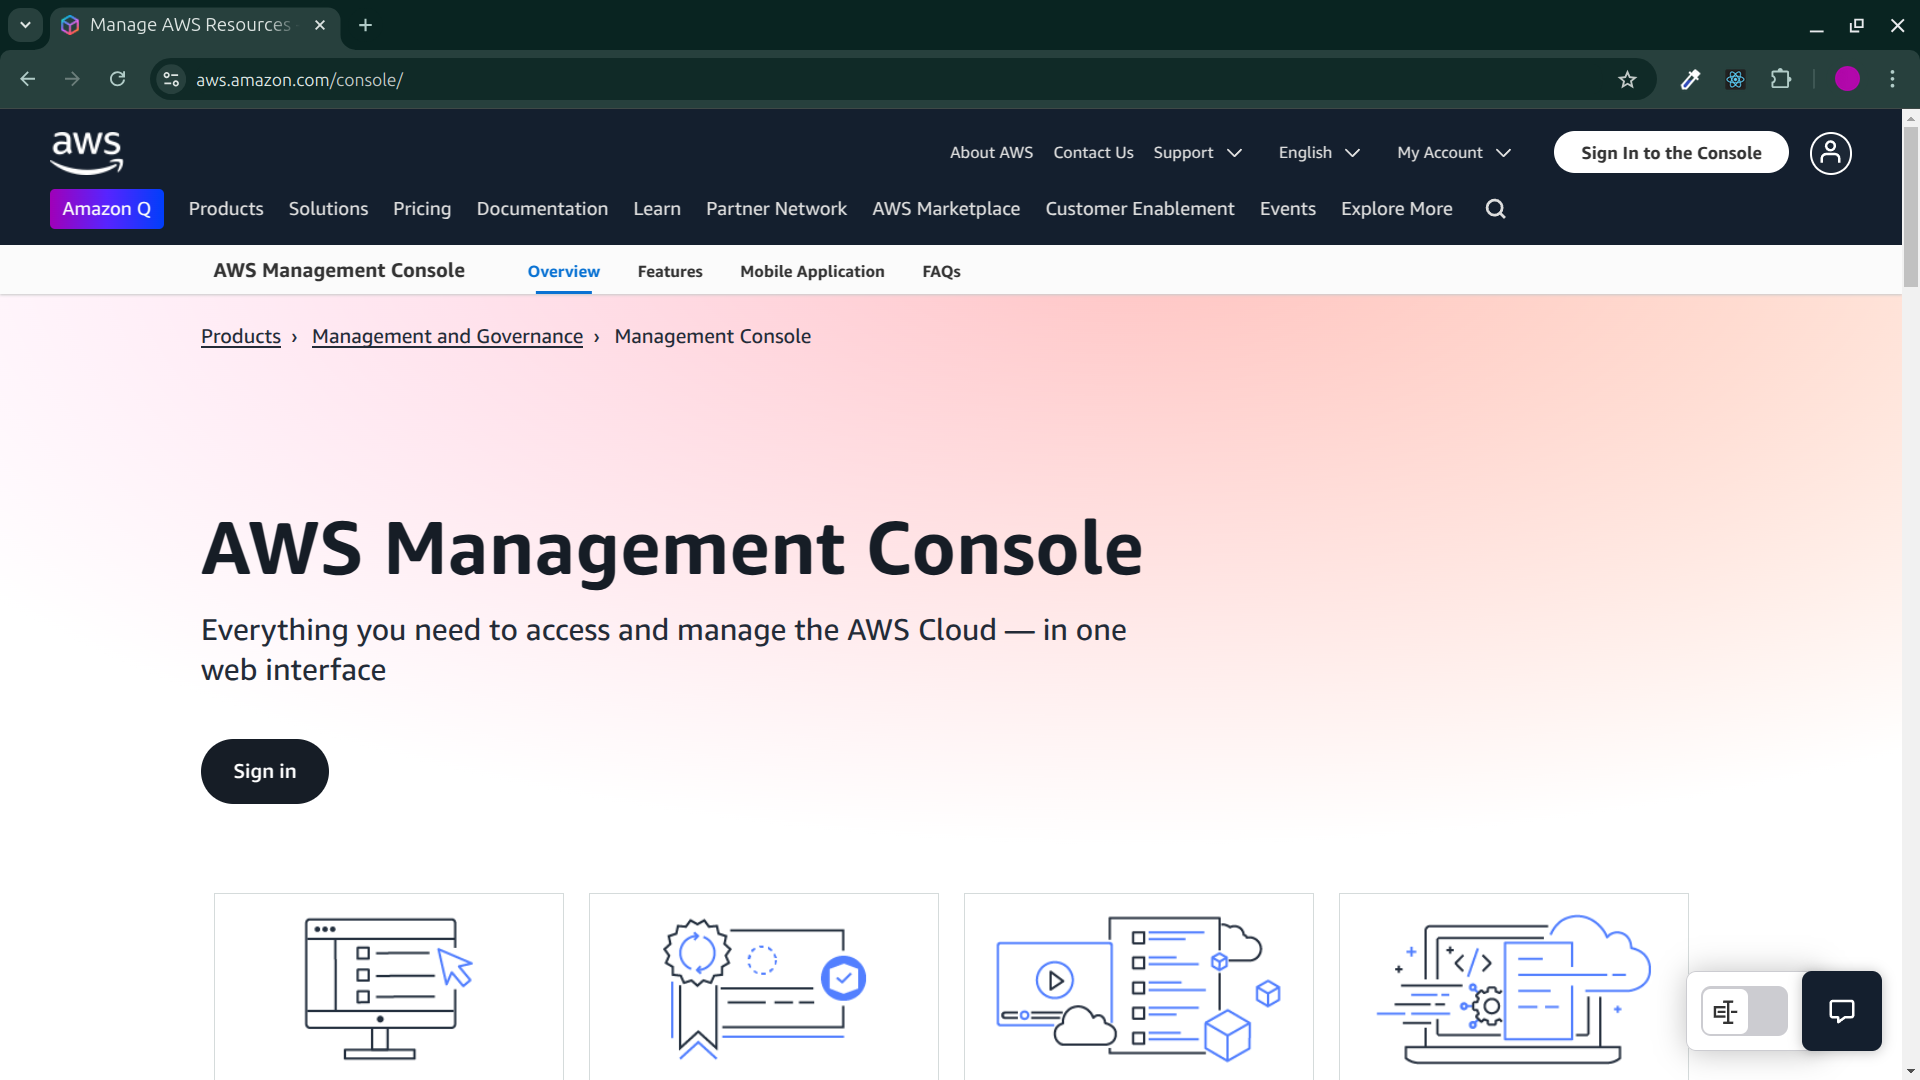 Manage AWS Resources
aws.amazon.com/console/
aws
About AWS
Contact Us
Support
English
My Account
Sign In to the Console
Amazon Q
Products
Solutions
Pricing
Documentation
Learn
Partner Network
AWS Marketplace
Customer Enablement
Events
Explore More
AWS Management Console
Overview
Features
Mobile Application
FAQs
Products › Management and Governance › Management Console
AWS Management Console
Everything you need to access and manage the AWS Cloud — in one
web interface
Sign in